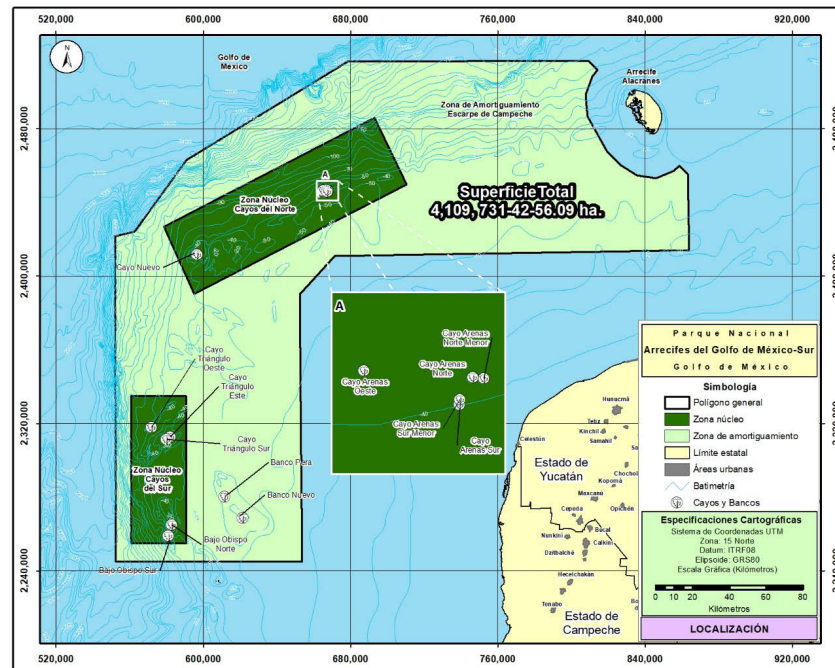 520,000 600,000 680,000 760,000 840,000 920,000
N
Golfo de
México
Arrecife
Alacranes
Zona de Amortiguamiento
Escarpe de Campeche
2,480,000
Superficie Total
4,109, 731-42-56.09 ha.
A
Zona Núcleo
Cayos del Norte
Cayo Nuevo
2,400,000
A
Cayo Arenas
Norte Menor
Cayo Arenas
Norte
Cayo Arenas
Oeste
Cayo Arenas
Sur Menor
Cayo
Arenas Sur
Cayo
Triángulo
Oeste
Cayo
Triángulo
Este
Cayo
Triángulo Sur
2,320,000
Zona Núcleo
Cayos
del Sur
Banco Pera
Banco Nuevo
Bajo Obispo
Norte
Bajo Obispo Sur
2,240,000
Hunucmá
Tetiz
Kinchil
Samahil
Celestún
Estado de
Yucatán
Chochol
Kopomá
Maxcanú
Opichén
Cepeda
Bucal
Nunkiní
Calkiní
Dzitbalché
Hecelchakán
Tenabo
Estado de
Campeche
Parque Nacional
Arrecifes del Golfo de México-Sur
Golfo de México
Simbología
Polígono general
Zona núcleo
Zona de amortiguamiento
Límite estatal
Áreas urbanas
Batimetría
Cayos y Bancos
Especificaciones Cartográficas
Sistema de Coordenadas UTM
Zona: 15 Norte
Datum: ITRF08
Elipsoide: GRS80
Escala Gráfica (Kilómetros)
0 10 20 40 60 80
Kilómetros
LOCALIZACIÓN
520,000 600,000 680,000 760,000 840,000 920,000